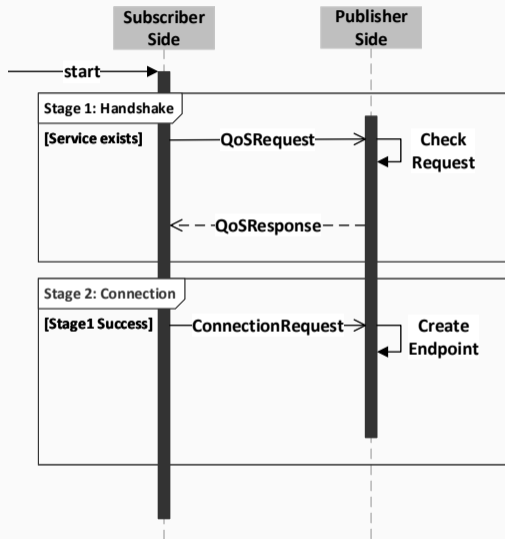 Subscriber
Side
Publisher
Side
start
Stage 1: Handshake
[Service exists]
QoSRequest
Check
Request
QoSResponse
Stage 2: Connection
[Stage1 Success]
ConnectionRequest
Create
Endpoint